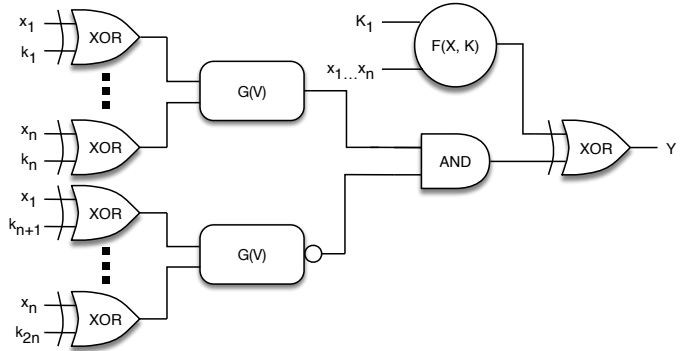 x1
k1
XOR
xn
kn
XOR
G(V)
K1
x1...xn
F(X, K)
AND
XOR
Y
x1
kn+1
XOR
xn
k2n
XOR
G(V)